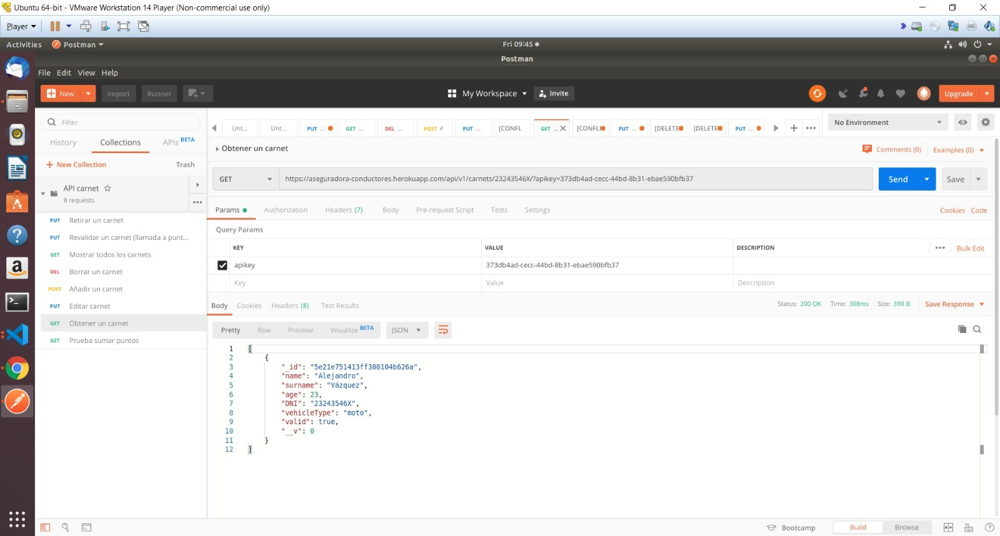 Ubuntu 64-bit - VMware Workstation 14 Player (Non-commercial use only)
Player
Activities Postman Fri 09:45
Postman
File Edit View Help
New Import Runner My Workspace Invite Upgrade
Filter
Unt... Unt... PUT ... GET ... DEL ... POST A PUT ... [CONFL GET ... [CONFLI PUT ... [DELETE [DELETE PUT ... No Environment
History Collections APIs BETA
Obtener un carnet Comments (0) Examples (0)
New Collection Trash
API carnet
8 requests
GET https://aseguradora-conductores.herokuapp.com/api/v1/carnets/23243546X/?apikey=373db4ad-cecc-44bd-8b31-ebae590bfb37 Send Save
Params Authorization Headers (7) Body Pre-request Script Tests Settings Cookies Code
PUT Retirar un carnet
PUT Revalidar un carnet (llamada a punt...
GET Mostrar todos los carnets
DEL Borrar un carnet
POST Añadir un carnet
PUT Editar carnet
GET Obtener un carnet
GET Prueba sumar puntos
Query Params
KEY VALUE DESCRIPTION Bulk Edit
apikey 373db4ad-cecc-44bd-8b31-ebae590bfb37
Key Value Description
Body Cookies Headers (8) Test Results Status: 200 OK Time: 308ms Size: 390 B Save Response
Pretty Raw Preview Visualize BETA JSON
1 [
2 {
3 "_id": "5e21e751413ff300104b626a",
4 "name": "Alejandro",
5 "surname": "Vázquez",
6 "age": 23,
7 "DNI": "23243546X",
8 "vehicleType": "moto",
9 "valid": true,
10 "__v": 0
11 }
12 ]
Bootcamp Build Browse